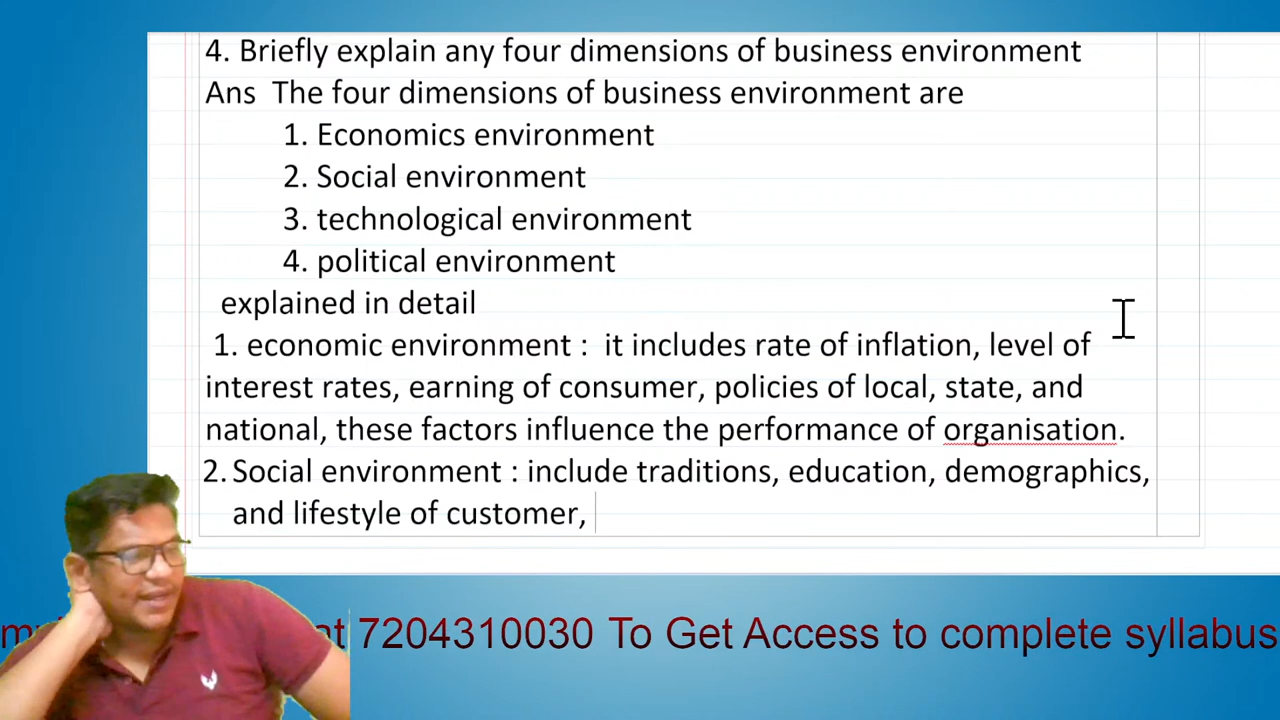 4. Briefly explain any four dimensions of business environment
Ans The four dimensions of business environment are
1. Economics environment
2. Social environment
3. technological environment
4. political environment
explained in detail
1. economic environment : it includes rate of inflation, level of
interest rates, earning of consumer, policies of local, state, and
national, these factors influence the performance of organisation.
2. Social environment : include traditions, education, demographics,
and lifestyle of customer,
at 7204310030 To Get Access to complete syllabus